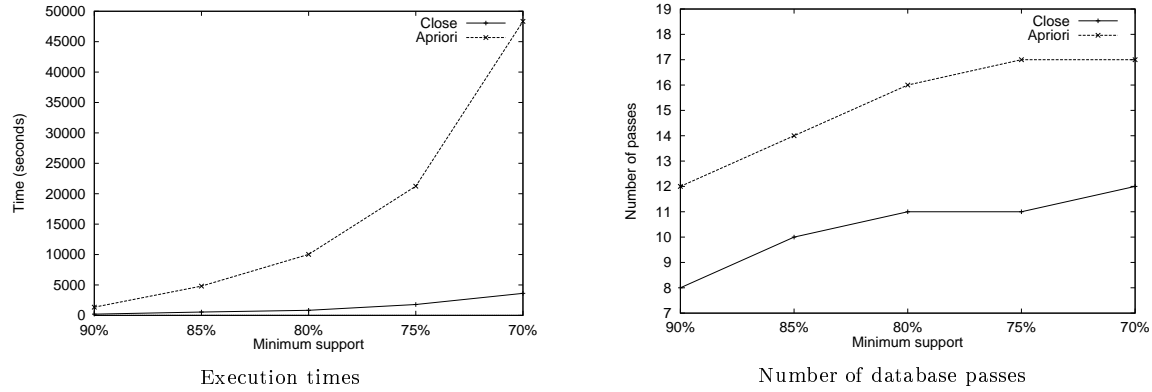 50000
45000
40000
35000
30000
25000
20000
15000
10000
5000
0
Time (seconds)
Close
Apriori
90% 85% 80% 75% 70%
Minimum support
Execution times
19
18
17
16
15
14
13
12
11
10
9
8
7
Number of passes
Close
Apriori
90% 85% 80% 75% 70%
Minimum support
Number of database passes